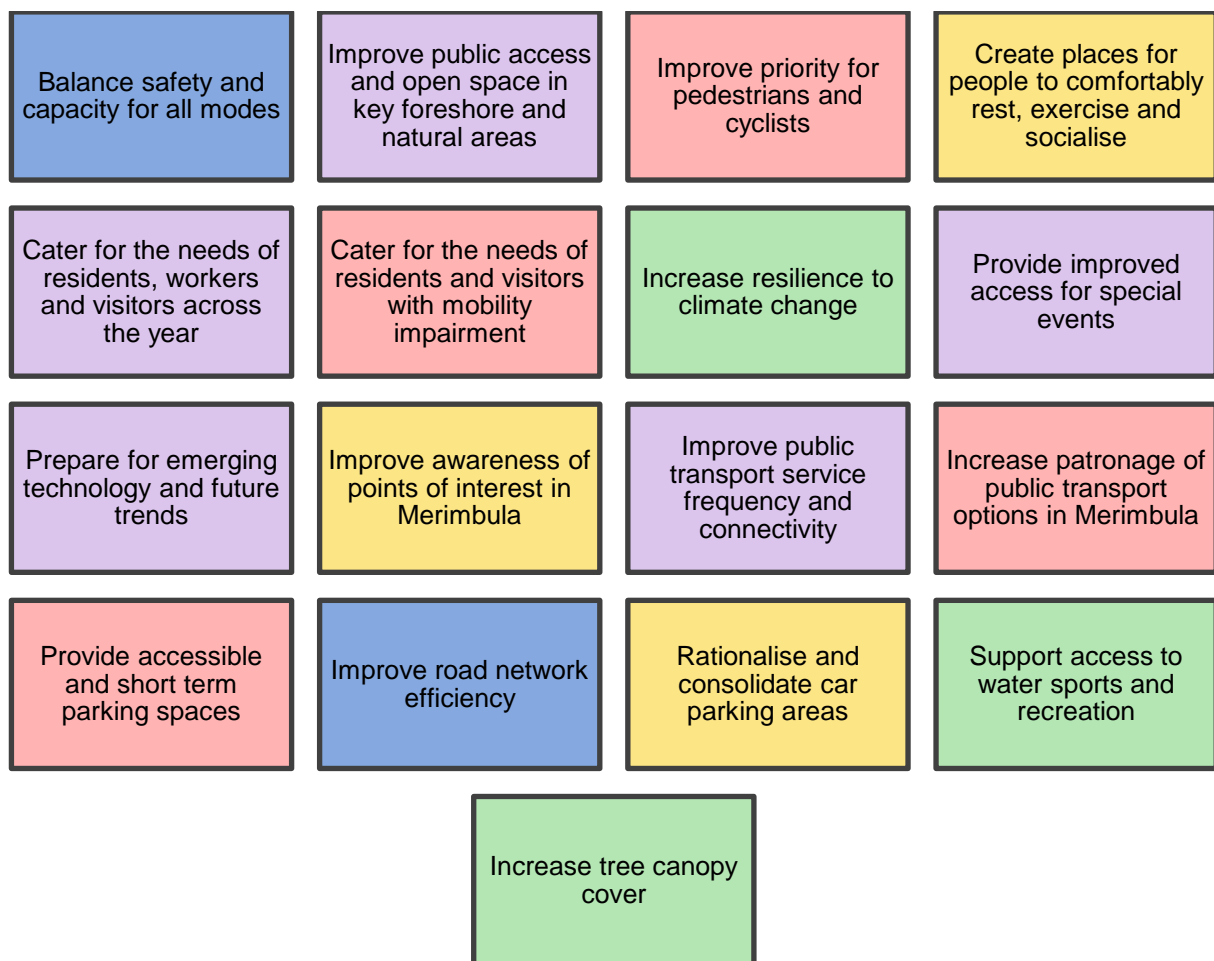 Balance safety and
capacity for all modes
Improve public access
and open space in
key foreshore and
natural areas
Improve priority for
pedestrians and
cyclists
Create places for
people to comfortably
rest, exercise and
socialise
Cater for the needs of
residents, workers
and visitors across
the year
Cater for the needs of
residents and visitors
with mobility
impairment
Increase resilience to
climate change
Provide improved
access for special
events
Prepare for emerging
technology and future
trends
Improve awareness of
points of interest in
Merimbula
Improve public
transport service
frequency and
connectivity
Increase patronage of
public transport
options in Merimbula
Provide accessible
and short term
parking spaces
Improve road network
efficiency
Rationalise and
consolidate car
parking areas
Support access to
water sports and
recreation
Increase tree canopy
cover